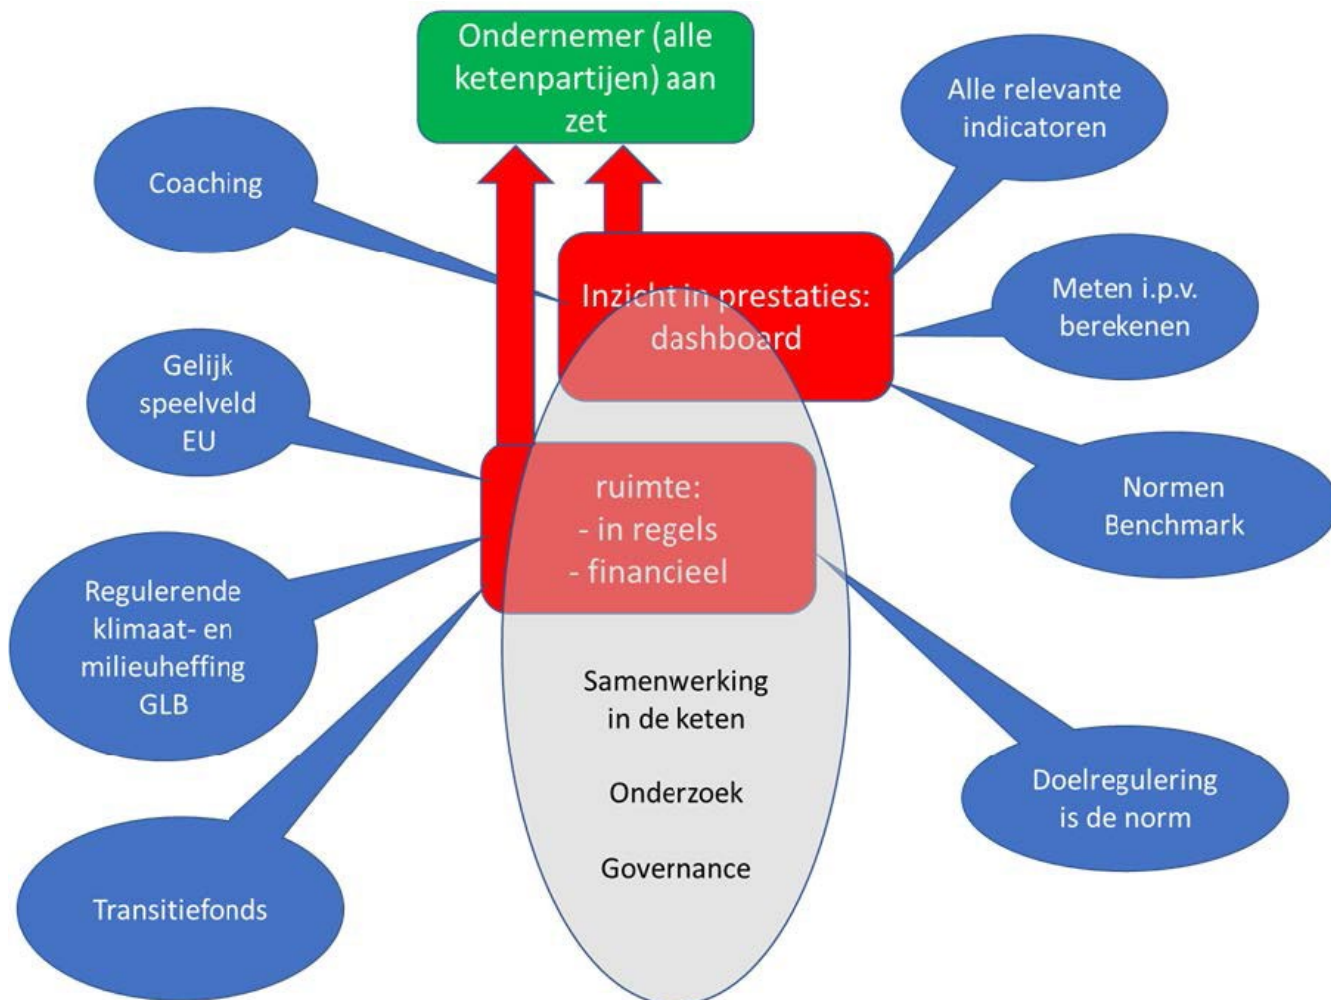 Ondernemer (alle
ketenpartijen) aan
zet
Alle relevante
indicatoren
Coaching
Inzicht in prestaties:
dashboard
Meten i.p.v.
berekenen
Gelijk
speelveld
EU
Normen
Benchmark
ruimte:
- in regels
- financieel
Regulerende
klimaat- en
milieuheffing
GLB
Samenwerking
in de keten
Onderzoek
Governance
Doelregulering
is de norm
Transitiefonds